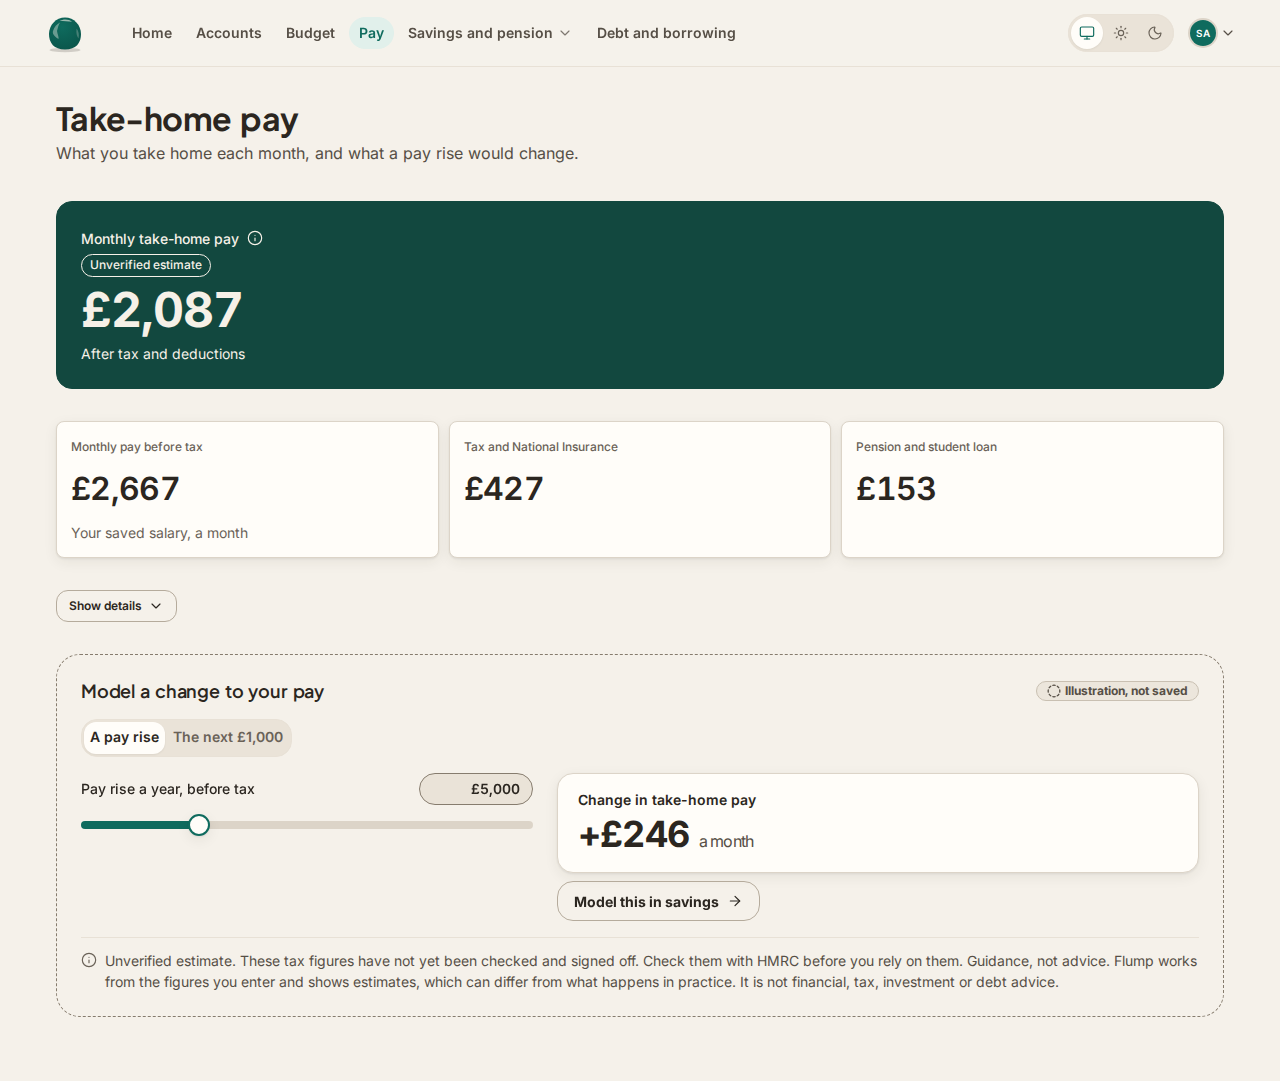 Home Accounts Budget Pay Savings and pension Debt and borrowing SA
Take-home pay
What you take home each month, and what a pay rise would change.
Monthly take-home pay
Unverified estimate
£2,087
After tax and deductions
Monthly pay before tax
£2,667
Your saved salary, a month
Tax and National Insurance
£427
Pension and student loan
£153
Show details
Model a change to your pay
Illustration, not saved
A pay rise The next £1,000
Pay rise a year, before tax £5,000
Change in take-home pay
+£246 a month
Model this in savings
Unverified estimate. These tax figures have not yet been checked and signed off. Check them with HMRC before you rely on them. Guidance, not advice. Flump works
from the figures you enter and shows estimates, which can differ from what happens in practice. It is not financial, tax, investment or debt advice.